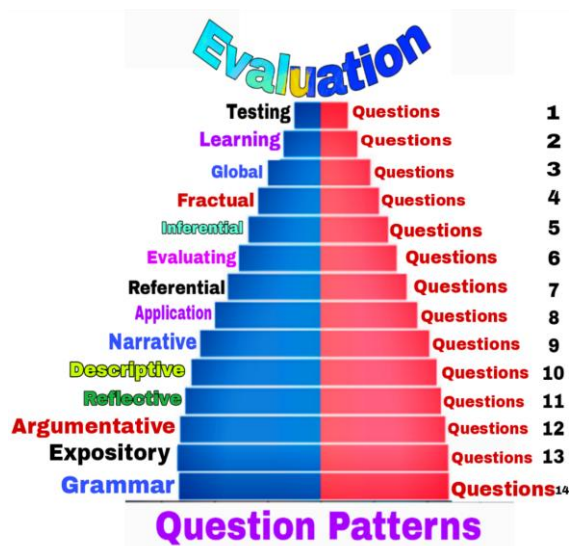 Evaluation
Testing Questions 1
Learning Questions 2
Global Questions 3
Fractual Questions 4
Inferential Questions 5
Evaluating Questions 6
Referential Questions 7
Application Questions 8
Narrative Questions 9
Descriptive Questions 10
Reflective Questions 11
Argumentative Questions 12
Expository Questions 13
Grammar Questions 14
Question Patterns